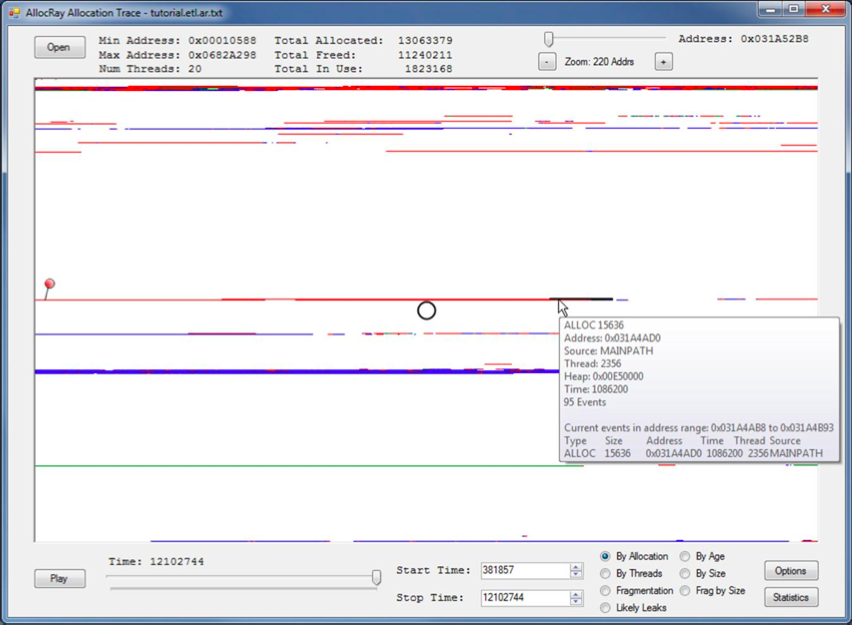 AllocRay Allocation Trace - tutorial.etl.ar.txt
Open
Min Address: 0x00010588 Total Allocated: 13063379
Max Address: 0x0682A298 Total Freed: 11240211
Num Threads: 20 Total In Use: 1823168
Address: 0x031A52B8
- Zoom: 220 Addrs +
ALLOC 15636
Address: 0x031A4AD0
Source: MAINPATH
Thread: 2356
Heap: 0x00E50000
Time: 1086200
95 Events
Current events in address range: 0x031A4AB8 to 0x031A4B93
Type Size Address Time Thread Source
ALLOC 15636 0x031A4AD0 1086200 2356 MAINPATH
Time: 12102744
Play
Start Time: 381857
Stop Time: 12102744
By Allocation By Age
By Threads By Size
Fragmentation Frag by Size
Likely Leaks
Options
Statistics